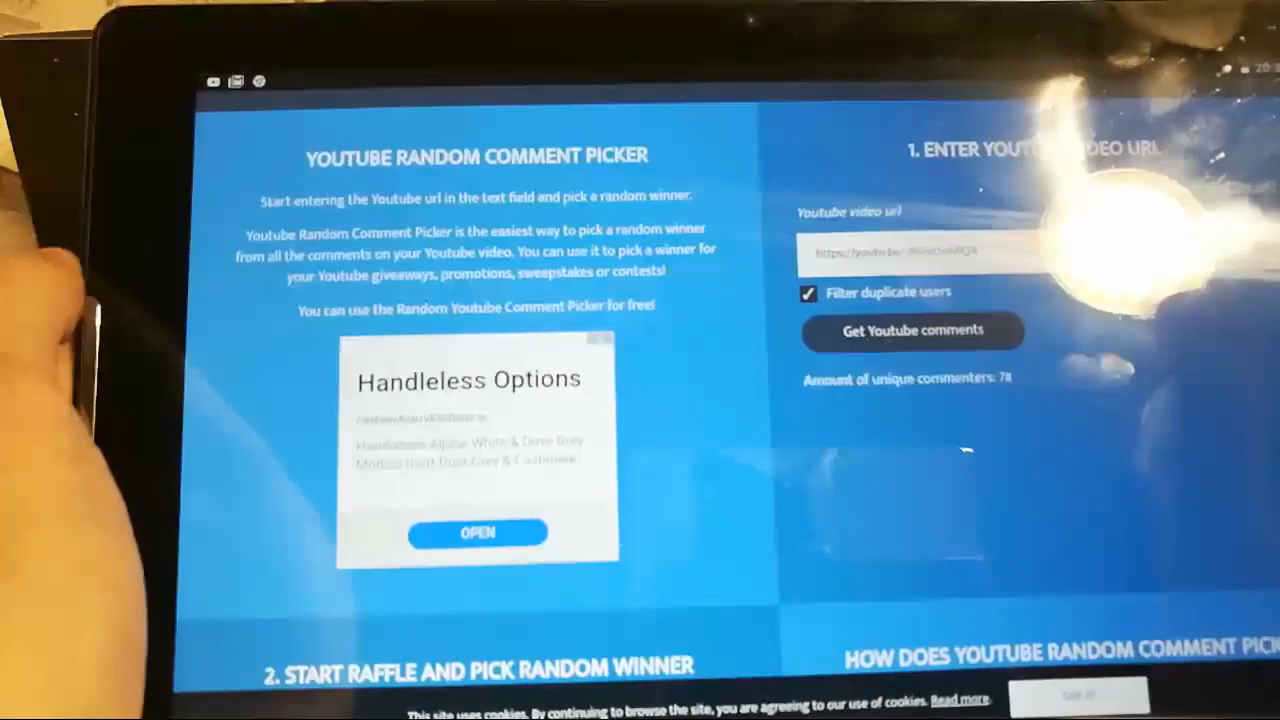 YOUTUBE RANDOM COMMENT PICKER
Start entering the Youtube url in the text field and pick a random winner.
Youtube Random Comment Picker is the easiest way to pick a random winner
from all the comments on your Youtube video. You can use it to pick a winner for
your Youtube giveaways, promotions, sweepstakes or contests!
You can use the Random Youtube Comment Picker for free!
Handleless Options
White & Dove Grey
OPEN
1. ENTER YOUT DEO URL
Youtube video url
Filter duplicate users
Get Youtube comments
Amount of unique commenters: 78
2. START RAFFLE AND PICK RANDOM WINNER
HOW DOES YOUTUBE RANDOM COMMENT PICK
This site uses cookies. By continuing to browse the site, you are agreeing to our use of cookies. Read more.